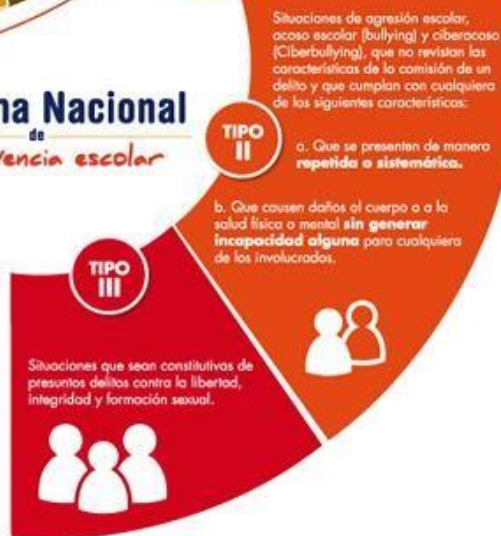 Situaciones de agresión escolar,
acoso escolar (bullying) y ciberacoso
(Ciberbullying), que no revistan las
características de la comisión de un
delito y que cumplan con cualquiera
de las siguientes características:
na Nacional
de
vencia escolar
TIPO
II
a. Que se presenten de manera
repetida o sistemática.
b. Que causen daños al cuerpo o a la
salud física o mental sin generar
incapacidad alguna para cualquiera
de los involucrados.
TIPO
III
Situaciones que sean constitutivas de
presuntos delitos contra la libertad,
integridad y formación sexual.